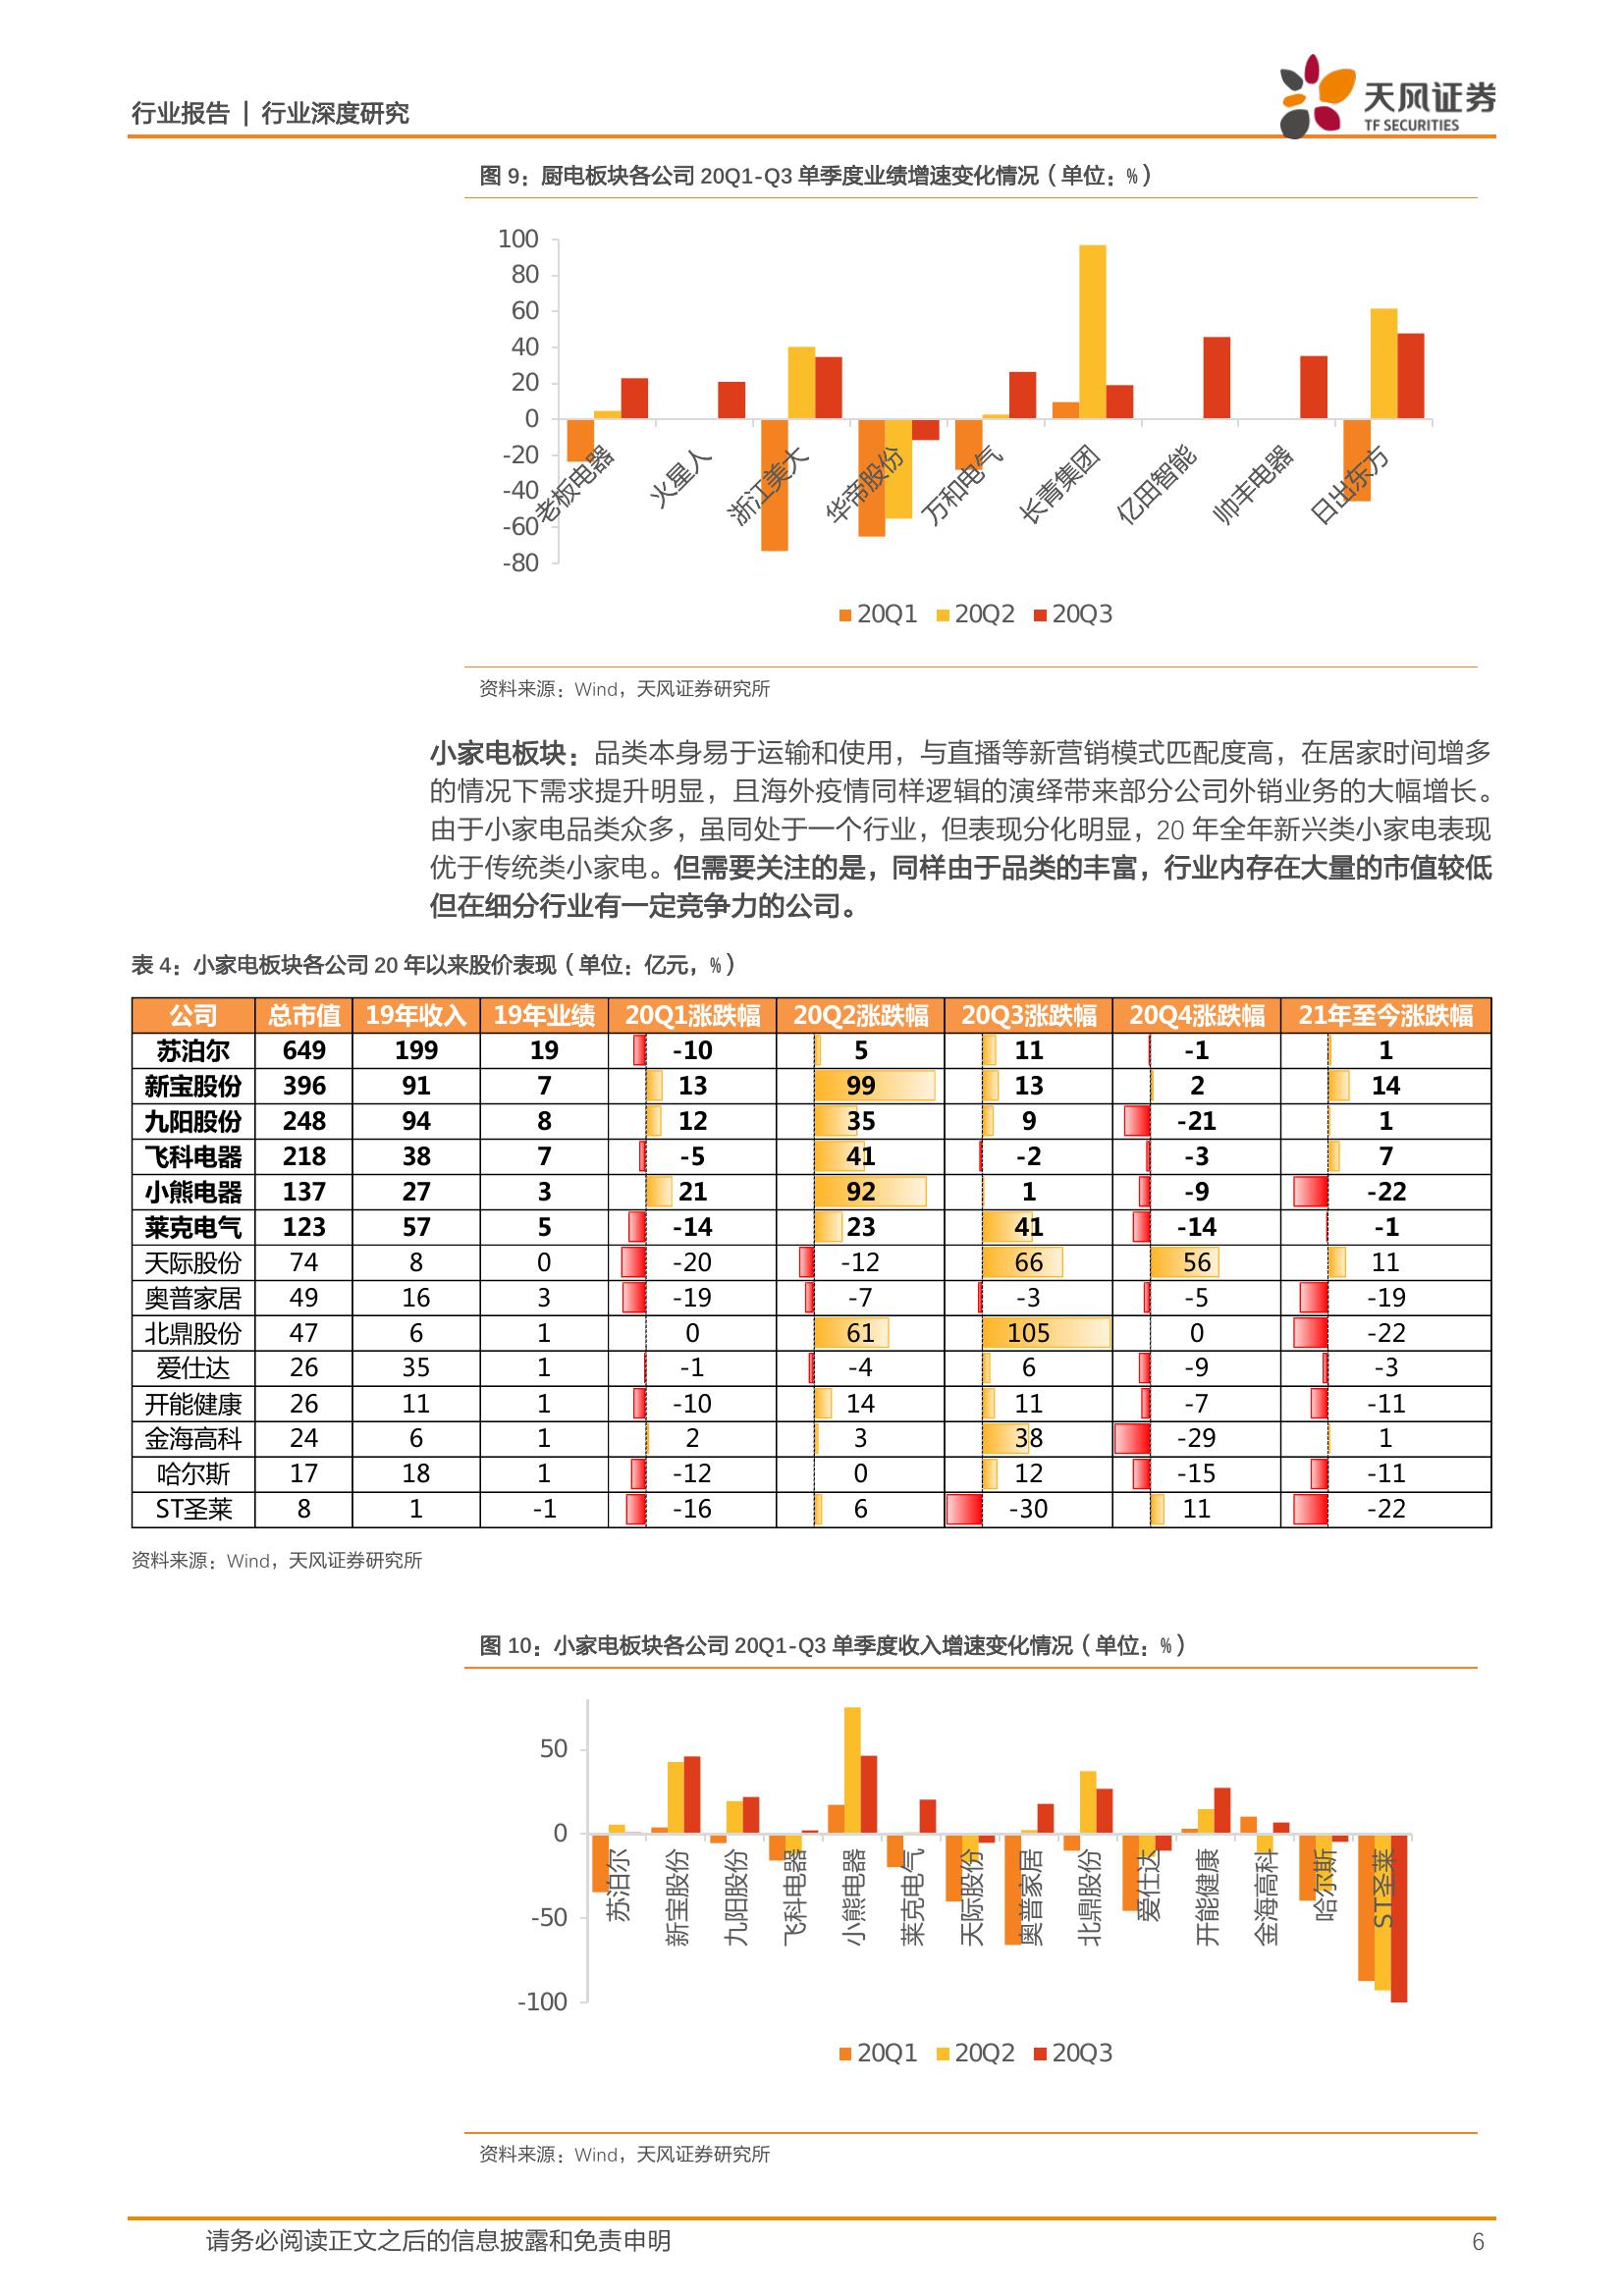 行业报告 | 行业深度研究
天风证券
TF SECURITIES
图 9：厨电板块各公司 20Q1-Q3 单季度业绩增速变化情况（单位：%）
100
80
60
40
20
0
-20
-40
-60
-80
老板电器 火星人 浙江美大 华帝股份 万和电气 长青集团 亿田智能 帅丰电器 日出东方
20Q1 20Q2 20Q3
资料来源：Wind，天风证券研究所
小家电板块：品类本身易于运输和使用，与直播等新营销模式匹配度高，在居家时间增多
的情况下需求提升明显，且海外疫情同样逻辑的演绎带来部分公司外销业务的大幅增长。
由于小家电品类众多，虽同处于一个行业，但表现分化明显，20 年全年新兴类小家电表现
优于传统类小家电。但需要关注的是，同样由于品类的丰富，行业内存在大量的市值较低
但在细分行业有一定竞争力的公司。
表 4：小家电板块各公司 20 年以来股价表现（单位：亿元，%）
公司 总市值 19年收入 19年业绩 20Q1涨跌幅 20Q2涨跌幅 20Q3涨跌幅 20Q4涨跌幅 21年至今涨跌幅
苏泊尔 649 199 19 -10 5 11 -1 1
新宝股份 396 91 7 13 99 13 2 14
九阳股份 248 94 8 12 35 9 -21 1
飞科电器 218 38 7 -5 41 -2 -3 7
小熊电器 137 27 3 21 92 1 -9 -22
莱克电气 123 57 5 -14 23 41 -14 -1
天际股份 74 8 0 -20 -12 66 56 11
奥普家居 49 16 3 -19 -7 -3 -5 -19
北鼎股份 47 6 1 0 61 105 0 -22
爱仕达 26 35 1 -1 -4 6 -9 -3
开能健康 26 11 1 -10 14 11 -7 -11
金海高科 24 6 1 2 3 38 -29 1
哈尔斯 17 18 1 -12 0 12 -15 -11
ST圣莱 8 1 -1 -16 6 -30 11 -22
资料来源：Wind，天风证券研究所
图 10：小家电板块各公司 20Q1-Q3 单季度收入增速变化情况（单位：%）
50
0
-50
-100
苏泊尔 新宝股份 九阳股份 飞科电器 小熊电器 莱克电气 天际股份 奥普家居 北鼎股份 爱仕达 开能健康 金海高科 哈尔斯 ST圣莱
20Q1 20Q2 20Q3
资料来源：Wind，天风证券研究所
请务必阅读正文之后的信息披露和免责申明 6